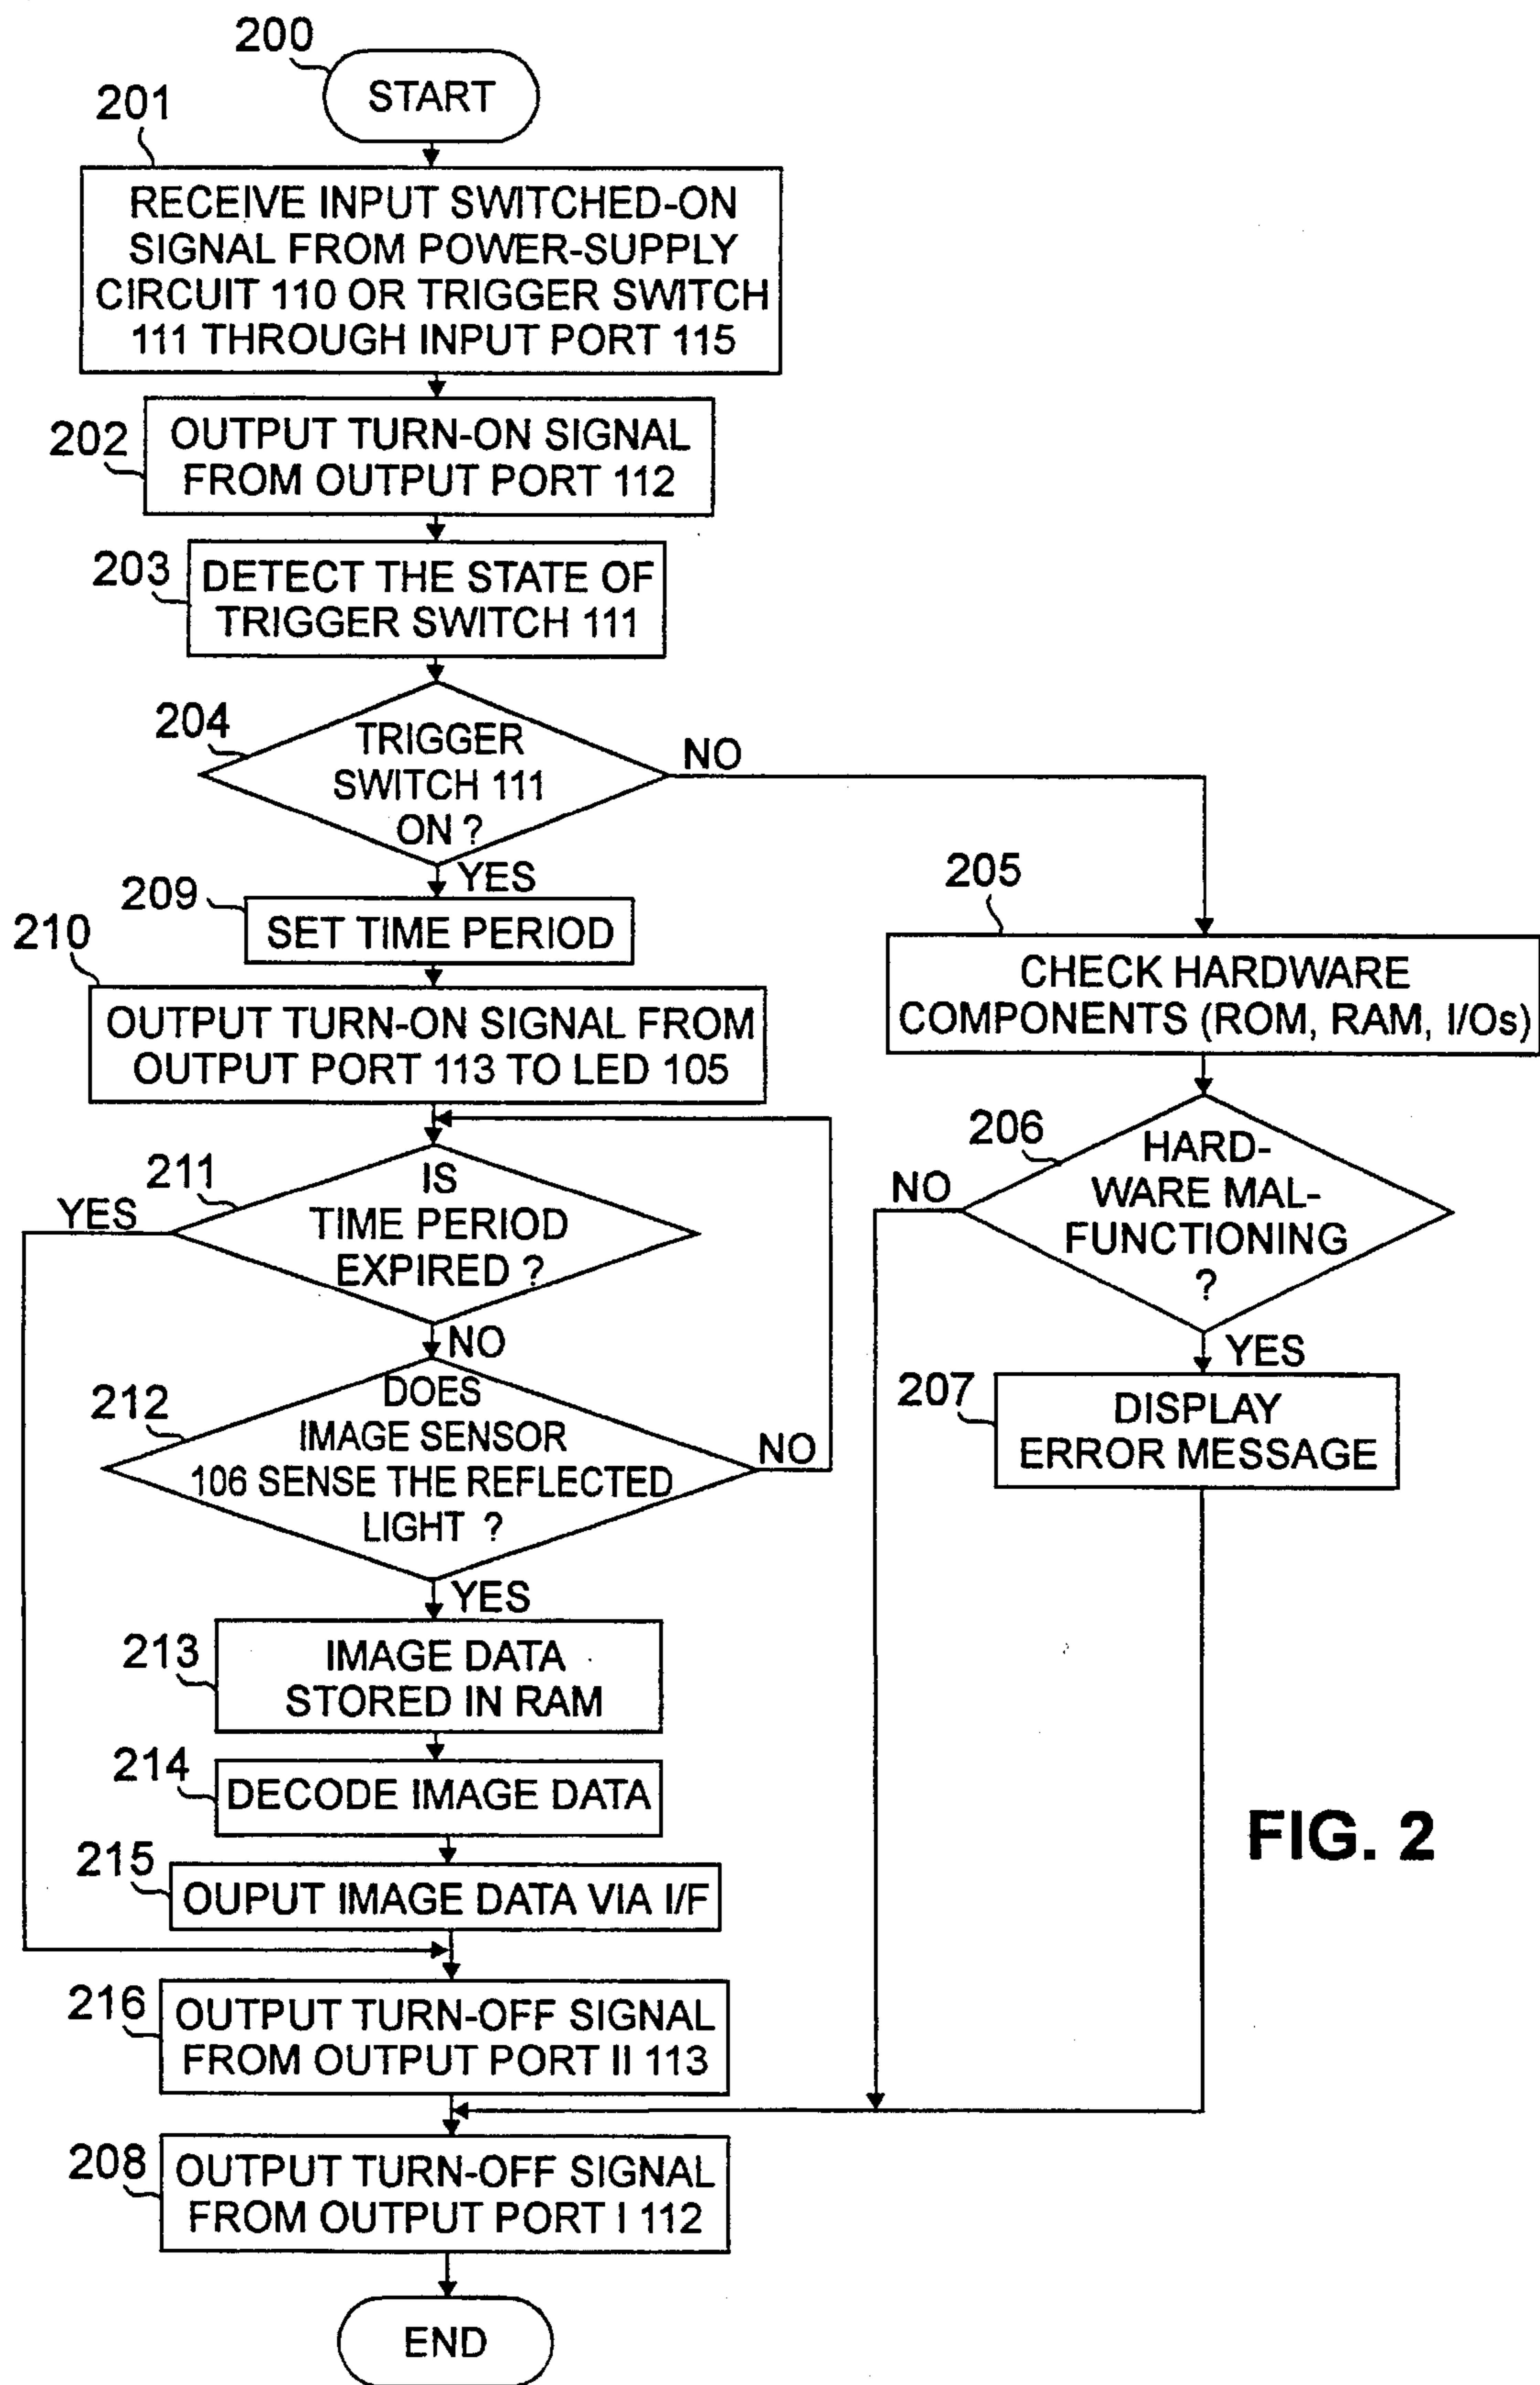 200
START
201
RECEIVE INPUT SWITCHED-ON
SIGNAL FROM POWER-SUPPLY
CIRCUIT 110 OR TRIGGER SWITCH
111 THROUGH INPUT PORT 115
202
OUTPUT TURN-ON SIGNAL
FROM OUTPUT PORT 112
203
DETECT THE STATE OF
TRIGGER SWITCH 111
204
TRIGGER
SWITCH 111
ON ?
NO
YES
209
SET TIME PERIOD
210
OUTPUT TURN-ON SIGNAL FROM
OUTPUT PORT 113 TO LED 105
211
IS
TIME PERIOD
EXPIRED ?
YES
NO
212
DOES
IMAGE SENSOR
106 SENSE THE REFLECTED
LIGHT ?
NO
YES
213
IMAGE DATA
STORED IN RAM
214
DECODE IMAGE DATA
215
OUPUT IMAGE DATA VIA I/F
216
OUTPUT TURN-OFF SIGNAL
FROM OUTPUT PORT II 113
208
OUTPUT TURN-OFF SIGNAL
FROM OUTPUT PORT I 112
END
205
CHECK HARDWARE
COMPONENTS (ROM, RAM, I/Os)
206
HARD-
WARE MAL-
FUNCTIONING
?
NO
YES
207
DISPLAY
ERROR MESSAGE
FIG. 2